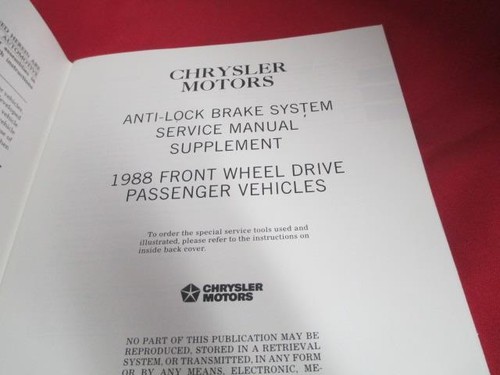 CHRYSLER
MOTORS
ANTI-LOCK BRAKE SYSTEM
SERVICE MANUAL
SUPPLEMENT
1988 FRONT WHEEL DRIVE
PASSENGER VEHICLES
To order the special service tools used and
illustrated, please refer to the instructions on
inside back cover.
CHRYSLER
MOTORS
NO PART OF THIS PUBLICATION MAY BE
REPRODUCED, STORED IN A RETRIEVAL
SYSTEM, OR TRANSMITTED, IN ANY FORM
OR BY ANY MEANS, ELECTRONIC, ME-